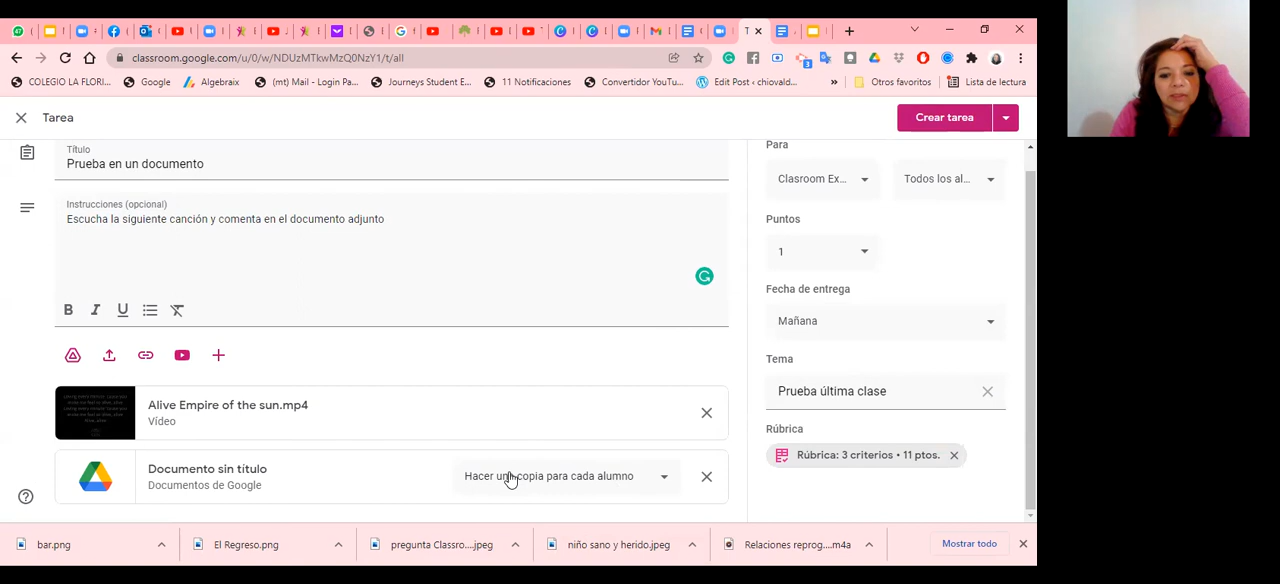 classroom.google.com/u/0/w/NDUzMTkwMzQ0NzY1/t/all
COLEGIO LA FLORI...
Google
Algebraix
(mt) Mail - Login Pa...
Journeys Student E...
11 Notificaciones
Convertidor YouTu...
Edit Post ‹ chiovald...
»
Otros favoritos
Lista de lectura
Tarea
Crear tarea
Título
Prueba en un documento
Instrucciones (opcional)
Escucha la siguiente canción y comenta en el documento adjunto
B I U
Alive Empire of the sun.mp4
Vídeo
Documento sin título
Documentos de Google
Hacer una copia para cada alumno
Para
Clasroom Ex...
Todos los al...
Puntos
1
Fecha de entrega
Mañana
Tema
Prueba última clase
Rúbrica
Rúbrica: 3 criterios • 11 ptos.
bar.png
El Regreso.png
pregunta Classro....jpeg
niño sano y herido.jpeg
Relaciones reprog....m4a
Mostrar todo